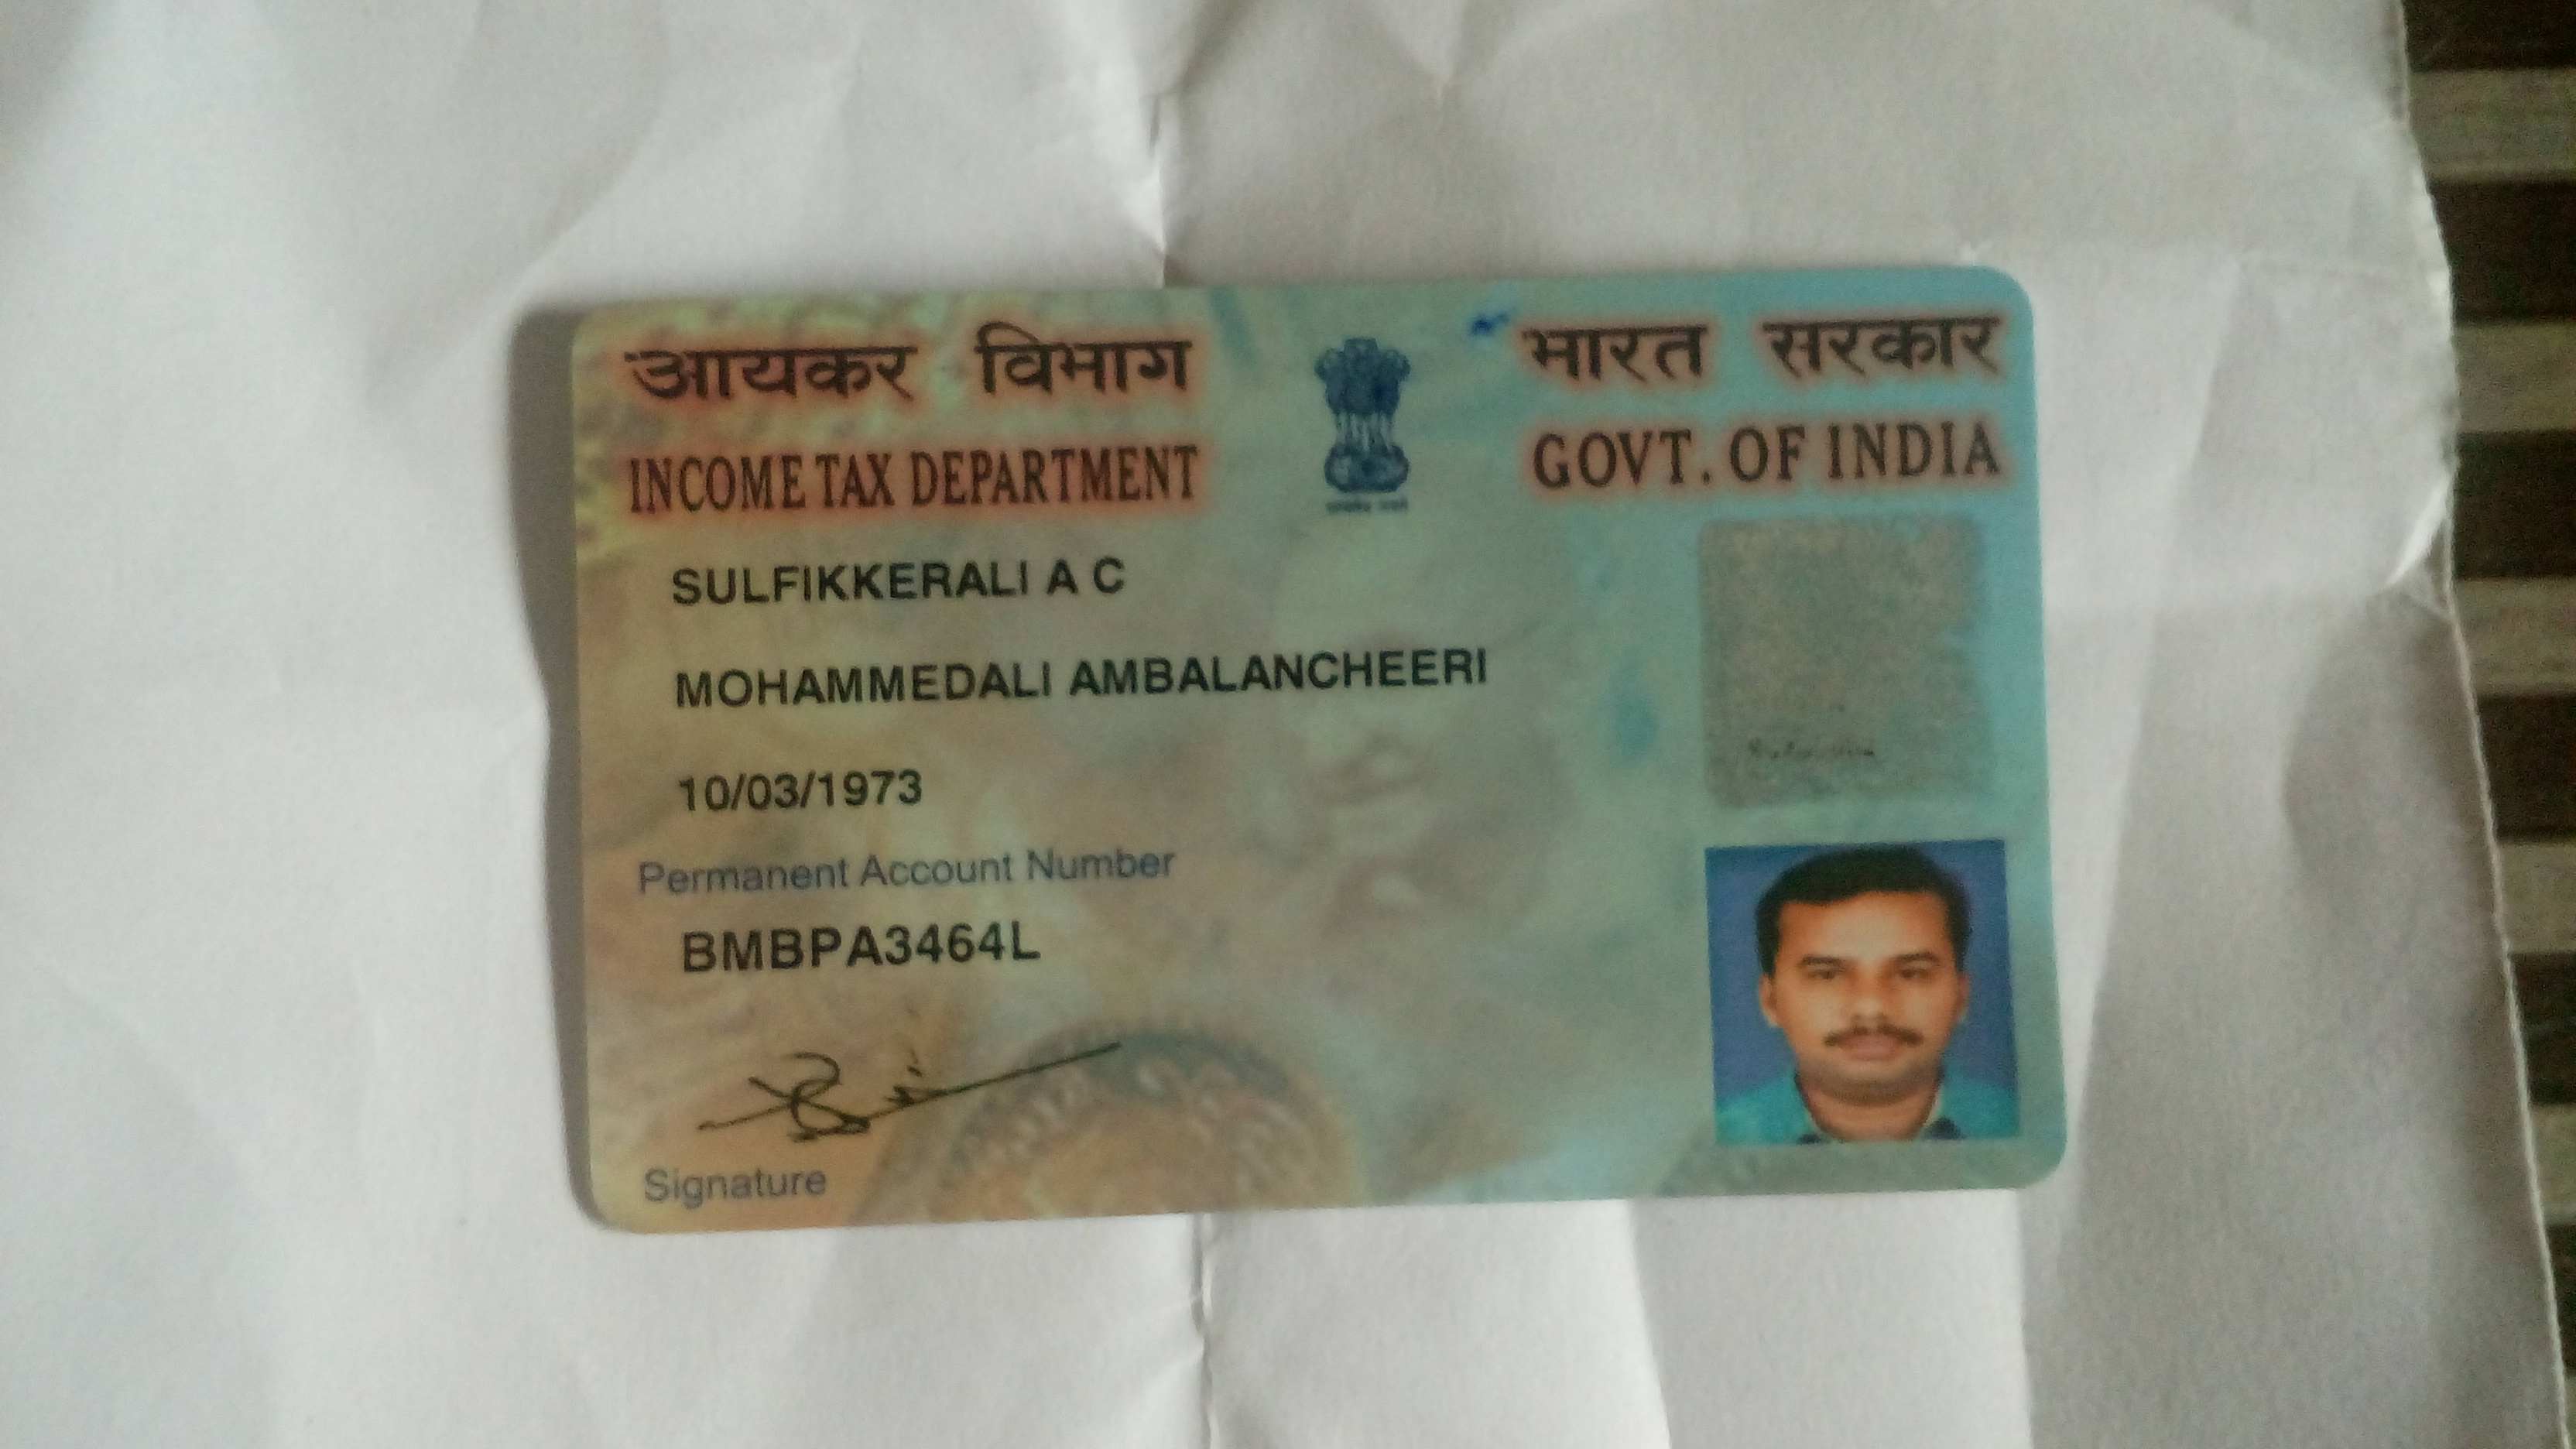 आयकर विभाग
INCOME TAX DEPARTMENT
भारत सरकार
GOVT. OF INDIA
SULFIKKERALI A C
MOHAMMEDALI AMBALANCHEERI
10/03/1973
Permanent Account Number
BMBPA3464L
Signature